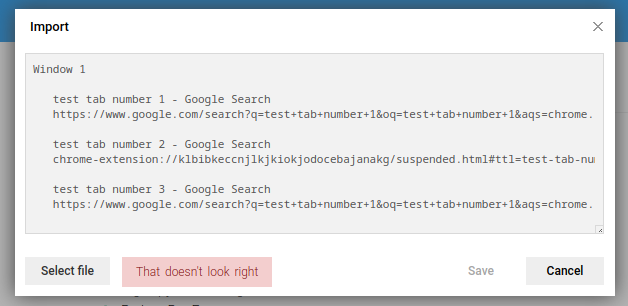 Import
Window 1
test tab number 1 - Google Search
https://www.google.com/search?q=test+tab+number+1&oq=test+tab+number+1&aqs=chrome.
test tab number 2 - Google Search
chrome-extension://klbibkeccnjlkjkiokjodocebajanakg/suspended.html#ttl=test-tab-nu
test tab number 3 - Google Search
https://www.google.com/search?q=test+tab+number+1&oq=test+tab+number+1&aqs=chrome.
Select file
That doesn't look right
Save
Cancel